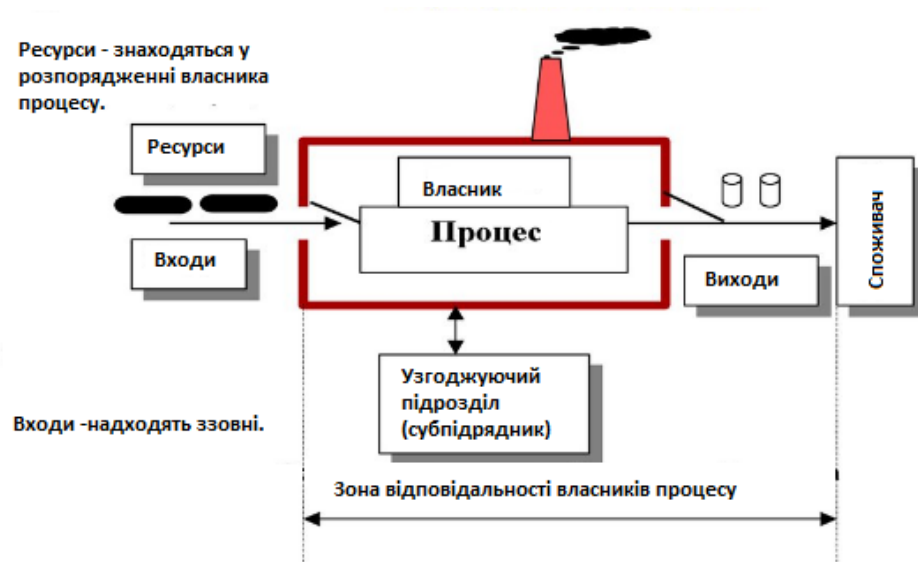 Ресурси - знаходяться у
розпорядженні власника
процесу.
Ресурси
Власник
Процес
Входи
Виходи
Споживач
Узгоджуючий
підрозділ
(субпідрядник)
Входи -надходять ззовні.
Зона відповідальності власників процесу